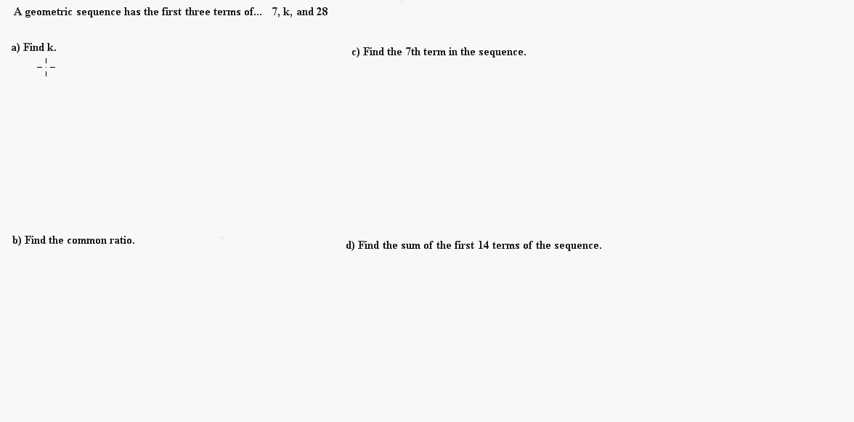 A geometric sequence has the first three terms of... 7, k, and 28
a) Find k.
c) Find the 7th term in the sequence.
b) Find the common ratio.
d) Find the sum of the first 14 terms of the sequence.